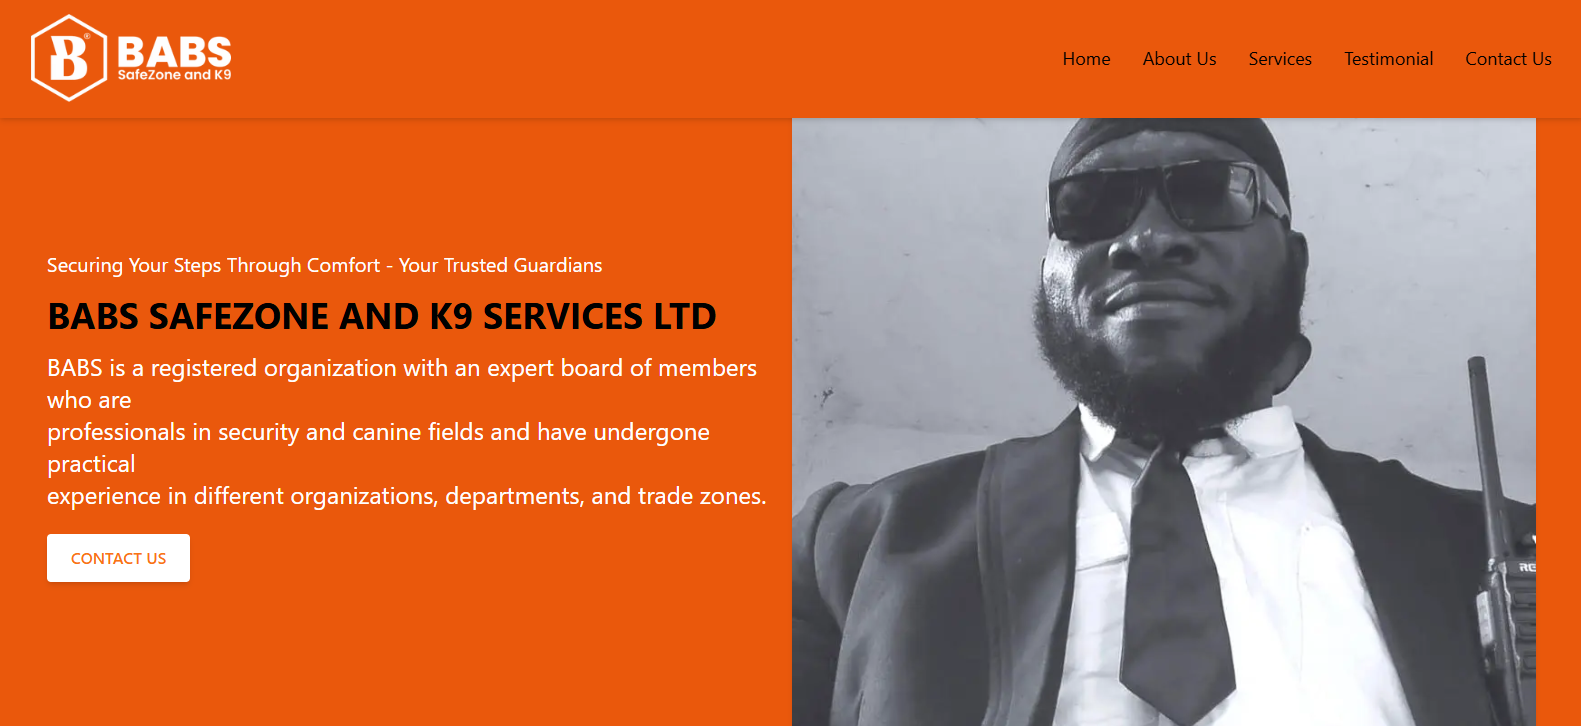 B®
BABS
SafeZone and K9
Home About Us Services Testimonial Contact Us
Securing Your Steps Through Comfort - Your Trusted Guardians
BABS SAFEZONE AND K9 SERVICES LTD
BABS is a registered organization with an expert board of members
who are
professionals in security and canine fields and have undergone
practical
experience in different organizations, departments, and trade zones.
CONTACT US